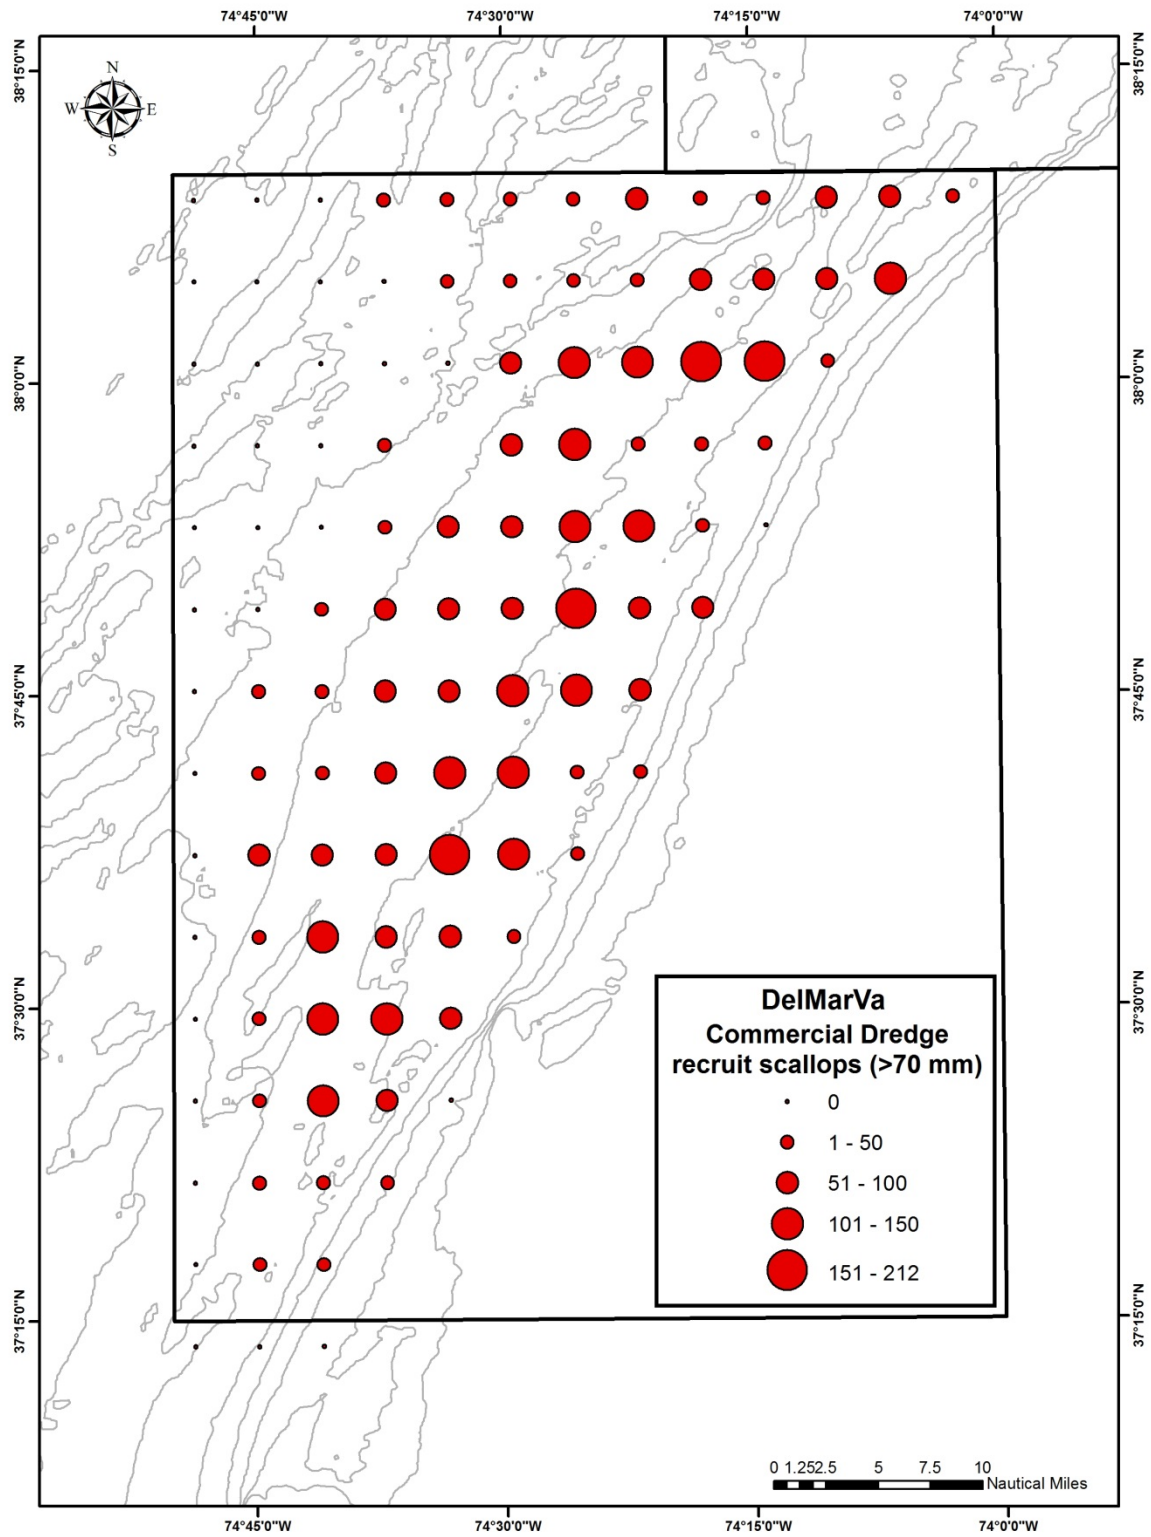 74°45'0"W 74°30'0"W 74°15'0"W 74°0'0"W
38°15'0"N 38°15'0"N
N
W E
S
38°0'0"N 38°0'0"N
37°45'0"N 37°45'0"N
37°30'0"N 37°30'0"N
DelMarVa
Commercial Dredge
recruit scallops (>70 mm)
0
1 - 50
51 - 100
101 - 150
151 - 212
37°15'0"N 37°15'0"N
0 1.252.5 5 7.5 10
Nautical Miles
74°45'0"W 74°30'0"W 74°15'0"W 74°0'0"W